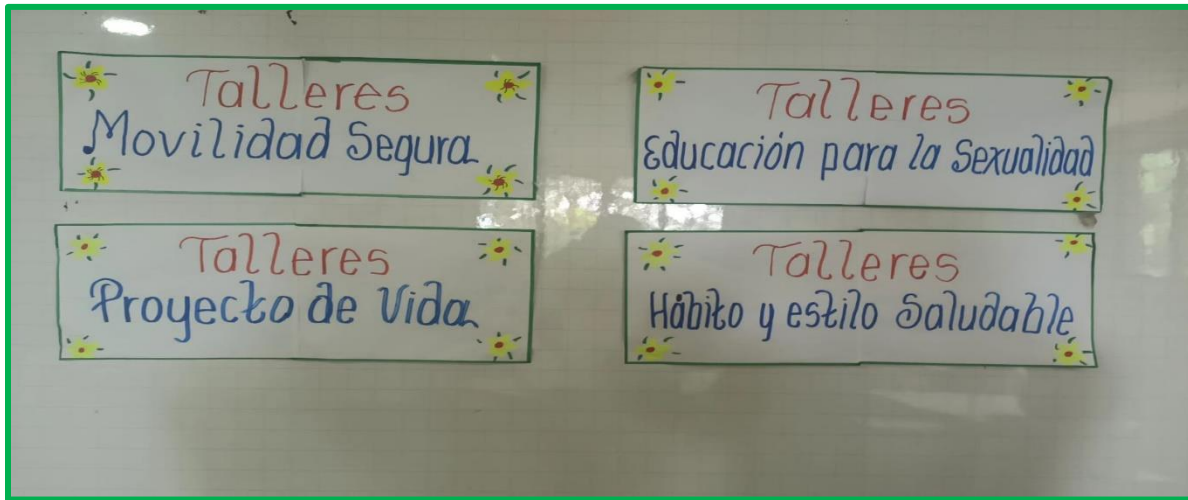 Talleres
Movilidad Segura
Talleres
Educación para la Sexualidad
Talleres
Proyecto de Vida
Talleres
Hábito y estilo Saludable